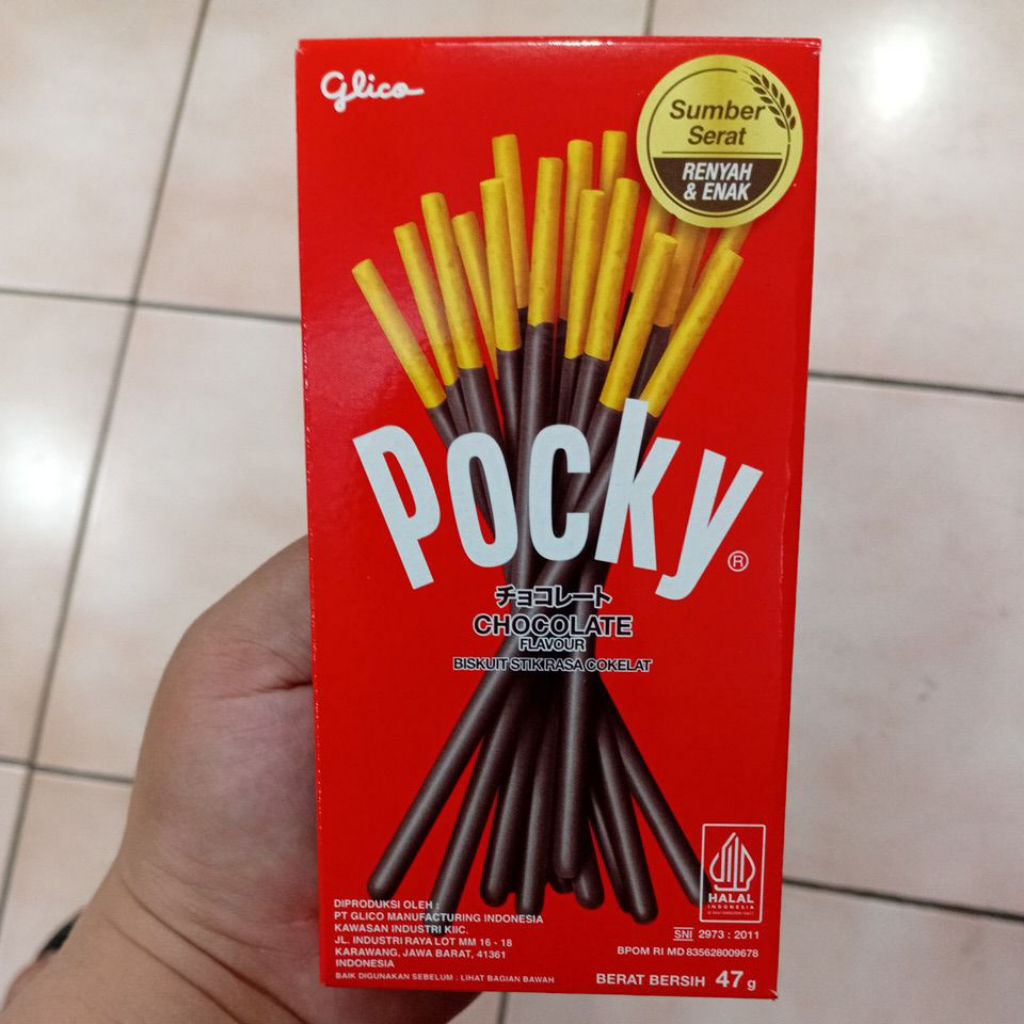 Glico
Sumber
Serat
RENYAH
& ENAK
Pocky®
チョコレート
CHOCOLATE
FLAVOUR
BISKUIT STIK RASA COKELAT
DIPRODUKSI OLEH :
PT GLICO MANUFACTURING INDONESIA
KAWASAN INDUSTRI KIIC.
JL. INDUSTRI RAYA LOT MM 16 - 18
KARAWANG, JAWA BARAT, 41361
INDONESIA
BAIK DIGUNAKAN SEBELUM : LIHAT BAGIAN BAWAH
HALAL
INDONESIA
SNI 2973 : 2011
BPOM RI MD 835628009678
BERAT BERSIH 47 g